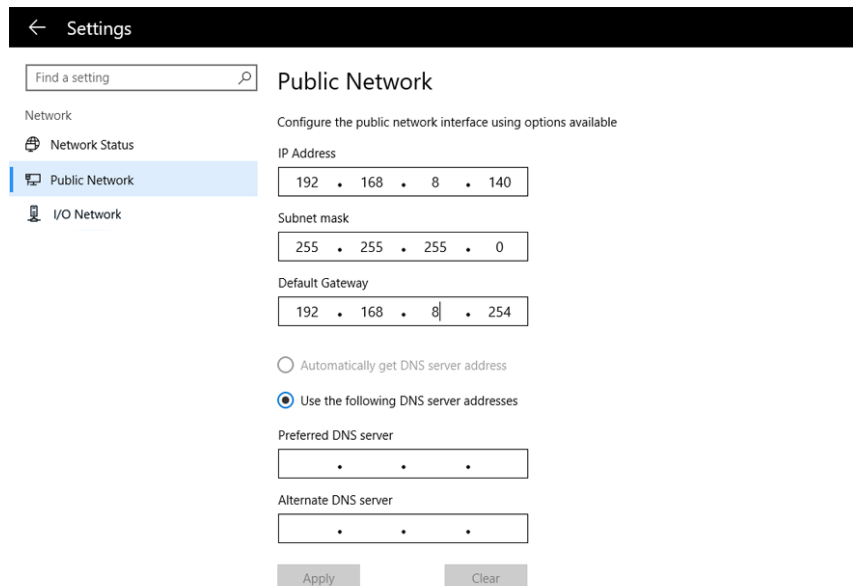 Settings
Find a setting
Network
Network Status
Public Network
I/O Network
Public Network
Configure the public network interface using options available
IP Address
192 . 168 . 8 . 140
Subnet mask
255 . 255 . 255 . 0
Default Gateway
192 . 168 . 8 . 254
Automatically get DNS server address
Use the following DNS server addresses
Preferred DNS server
. . .
Alternate DNS server
. . .
Apply Clear